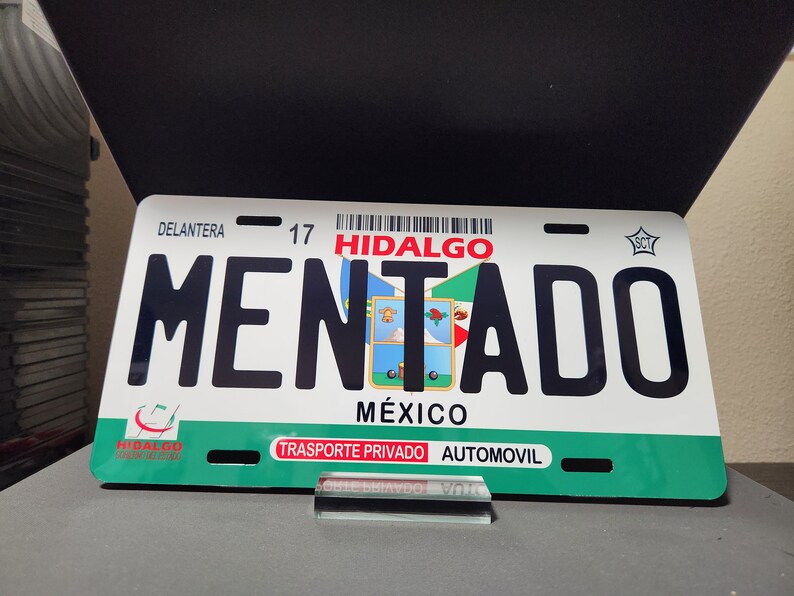 DELANTERA
17
HIDALGO
SCT
MENTADO
MÉXICO
HIDALGO
TRASPORTE PRIVADO AUTOMOVIL